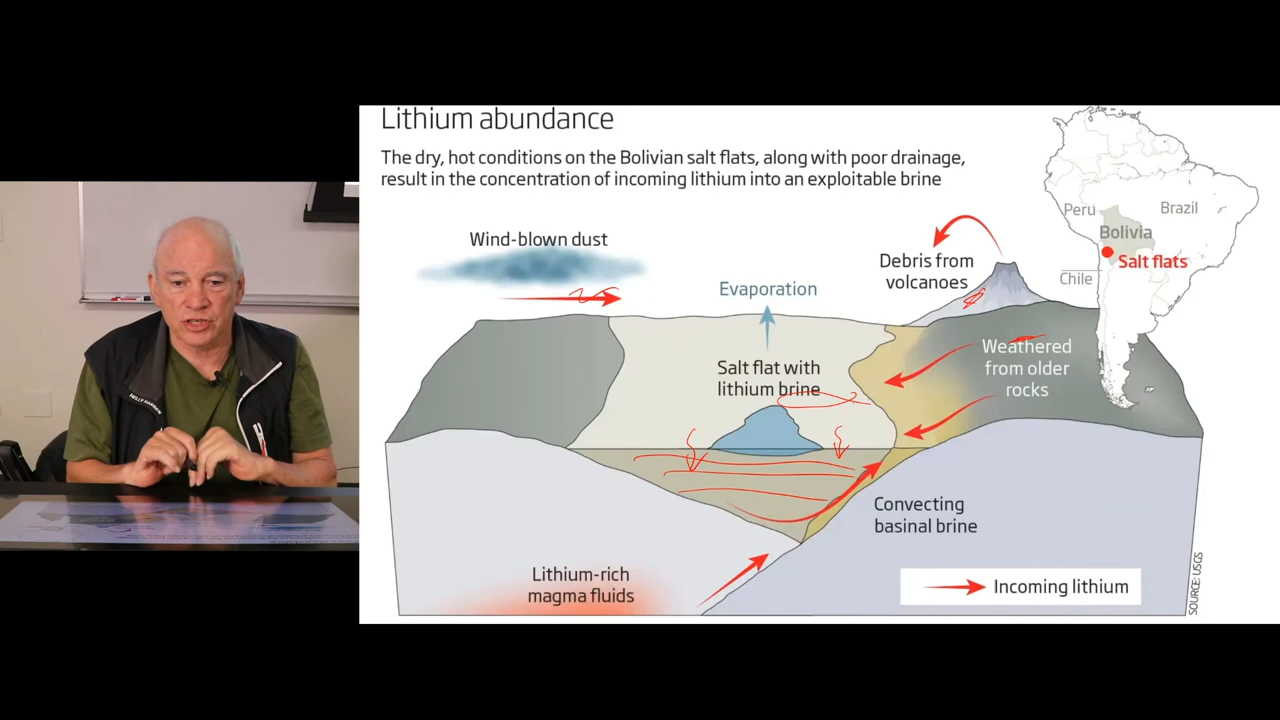 Lithium abundance
The dry, hot conditions on the Bolivian salt flats, along with poor drainage,
result in the concentration of incoming lithium into an exploitable brine
Peru
Brazil
Bolivia
Salt flats
Chile
Wind-blown dust
Debris from
volcanoes
Evaporation
Salt flat with
lithium brine
Weathered
from older
rocks
Convecting
basinal brine
Lithium-rich
magma fluids
Incoming lithium
SOURCE: USGS
HELLY HANSEN